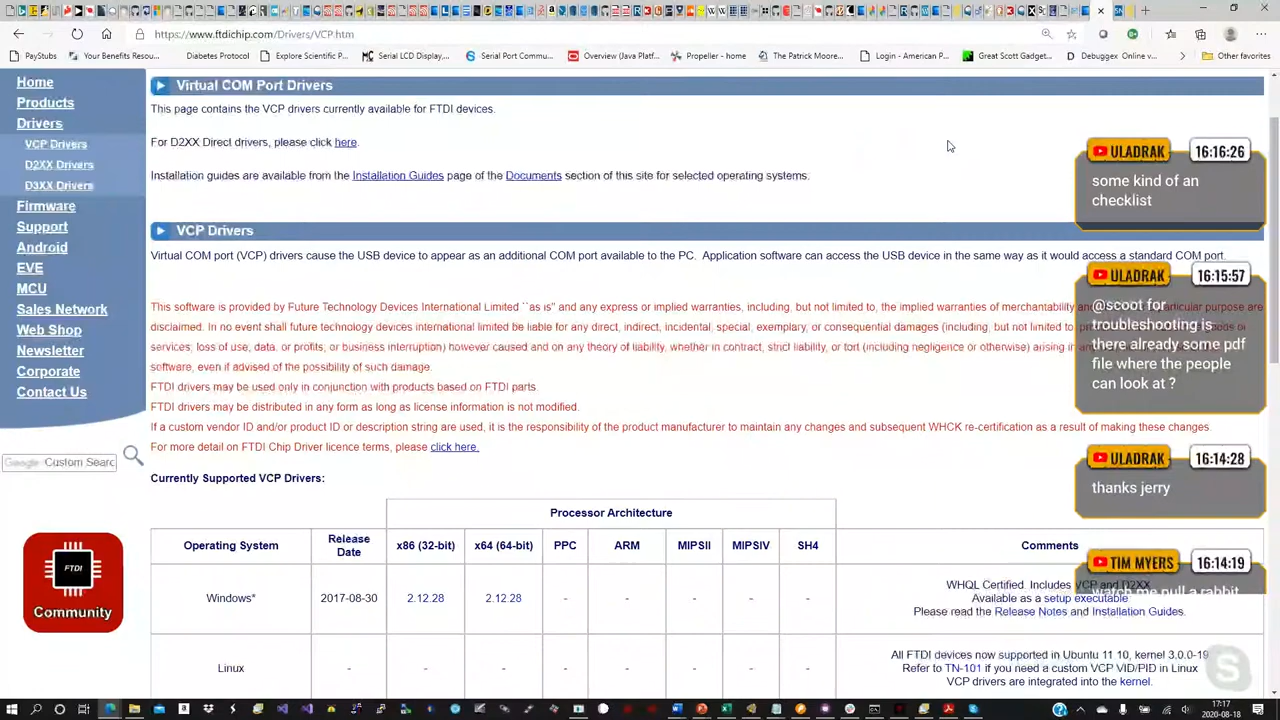 https://www.ftdichip.com/Drivers/VCP.htm
PayStubs
Your Benefits Resou...
Diabetes Protocol
Explore Scientific P...
Serial LCD Display,...
Serial Port Commu...
Overview (Java Platf...
Propeller - home
The Patrick Moore...
Login - American P...
Great Scott Gadget...
Debuggex Online v...
Other favorites
Home
Products
Drivers
VCP Drivers
D2XX Drivers
D3XX Drivers
Firmware
Support
Android
EVE
MCU
Sales Network
Web Shop
Newsletter
Corporate
Contact Us
Google Custom Searc
FTDI
Community
Virtual COM Port Drivers
This page contains the VCP drivers currently available for FTDI devices.
For D2XX Direct drivers, please click here.
Installation guides are available from the Installation Guides page of the Documents section of this site for selected operating systems.
VCP Drivers
Virtual COM port (VCP) drivers cause the USB device to appear as an additional COM port available to the PC. Application software can access the USB device in the same way as it would access a standard COM port.
This software is provided by Future Technology Devices International Limited ``as is'' and any express or implied warranties, including, but not limited to, the implied warranties of merchantability and fitness for a particular purpose are
disclaimed. In no event shall future technology devices international limited be liable for any direct, indirect, incidental, special, exemplary, or consequential damages (including, but not limited to,
services; loss of use, data, or profits; or business interruption) however caused and on any theory of liability, whether in contract, strict liability, or tort (including negligence or otherwise) arising in
software, even if advised of the possibility of such damage.
FTDI drivers may be used only in conjunction with products based on FTDI parts.
FTDI drivers may be distributed in any form as long as license information is not modified.
If a custom vendor ID and/or product ID or description string are used, it is the responsibility of the product manufacturer to maintain any changes and subsequent WHCK re-certification as a result of making these changes.
For more detail on FTDI Chip Driver licence terms, please click here.
Currently Supported VCP Drivers:
Processor Architecture
Operating System
Release Date
x86 (32-bit)
x64 (64-bit)
PPC
ARM
MIPSII
MIPSIV
SH4
Comments
Windows*
2017-08-30
2.12.28
2.12.28
-
-
-
-
-
WHQL Certified. Includes VCP and D2XX.
Available as a setup executable
Please read the Release Notes and Installation Guides.
Linux
-
-
-
-
-
-
-
-
All FTDI devices now supported in Ubuntu 11.10, kernel 3.0.0-19
Refer to TN-101 if you need a custom VCP VID/PID in Linux
VCP drivers are integrated into the kernel.
ULADRAK
16:16:26
some kind of an
checklist
ULADRAK
16:15:57
@scoot for
troubleshooting is
there already some pdf
file where the people
can look at ?
ULADRAK
16:14:28
thanks jerry
TIM MYERS
16:14:19
watch me pull a rabbit
17:17
2020-08-18